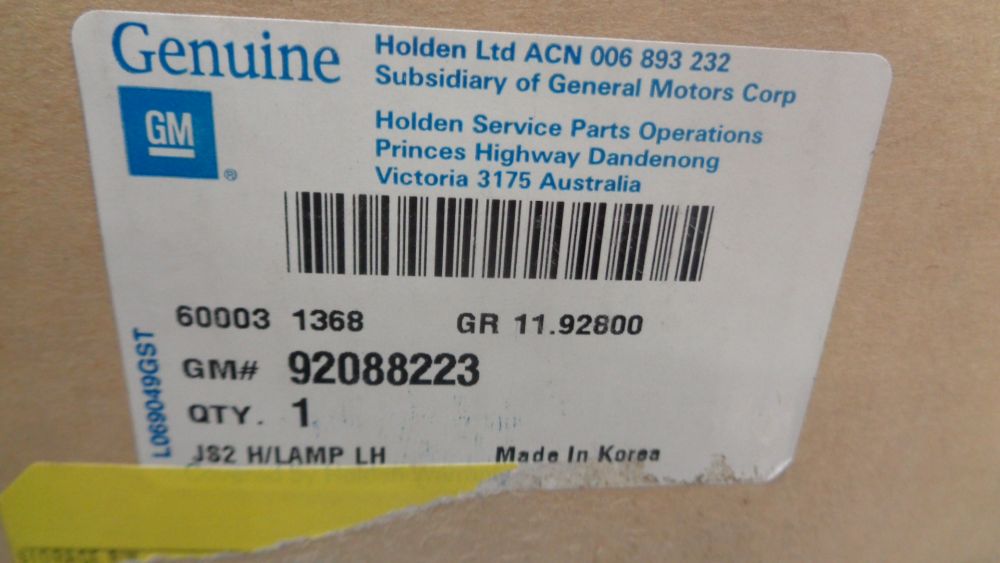 Genuine
GM
®
Holden Ltd ACN 006 893 232
Subsidiary of General Motors Corp
Holden Service Parts Operations
Princes Highway Dandenong
Victoria 3175 Australia
60003 1368 GR 11.92800
GM# 92088223
QTY. 1
JS2 H/LAMP LH Made In Korea
L069049GST